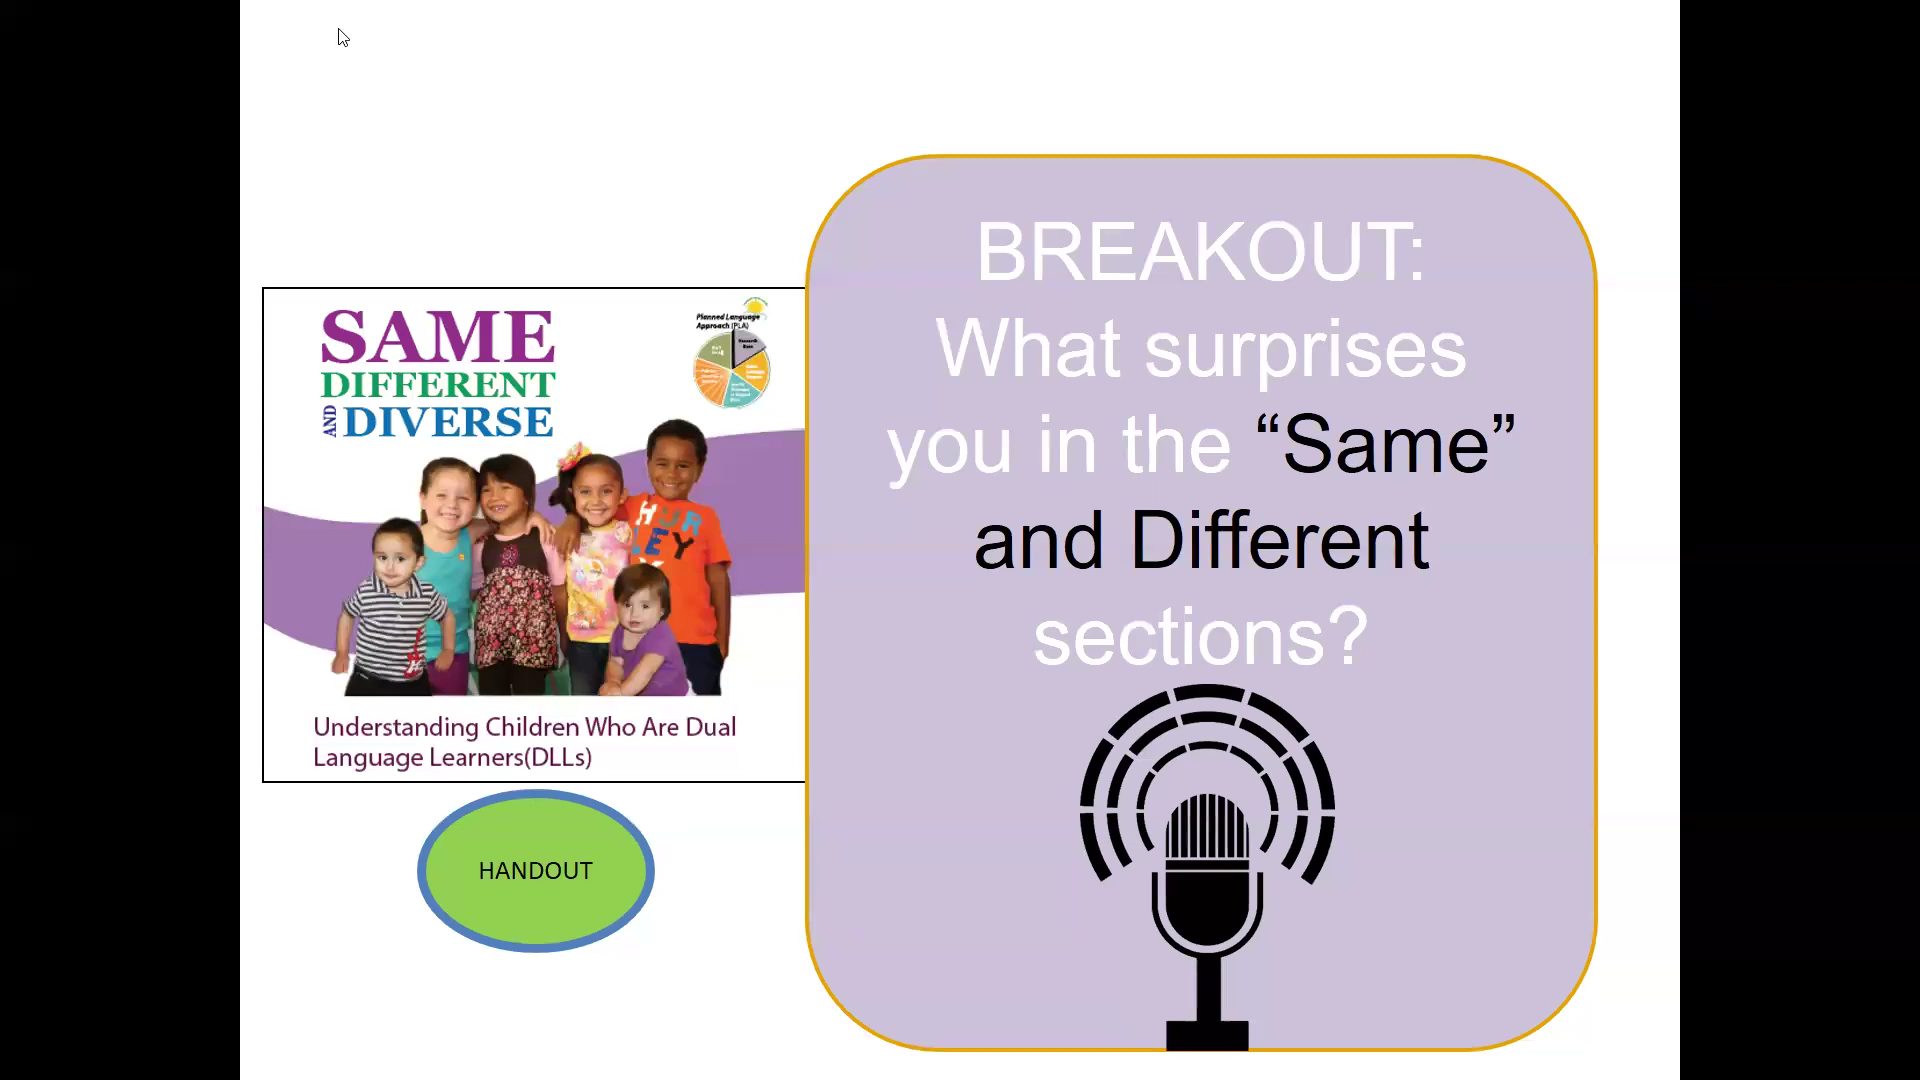 SAME
DIFFERENT
AND DIVERSE
Planned Language
Approach (PLA)
HURLEY
Understanding Children Who Are Dual
Language Learners(DLLs)
HANDOUT
BREAKOUT:
What surprises
you in the “Same”
and Different
sections?